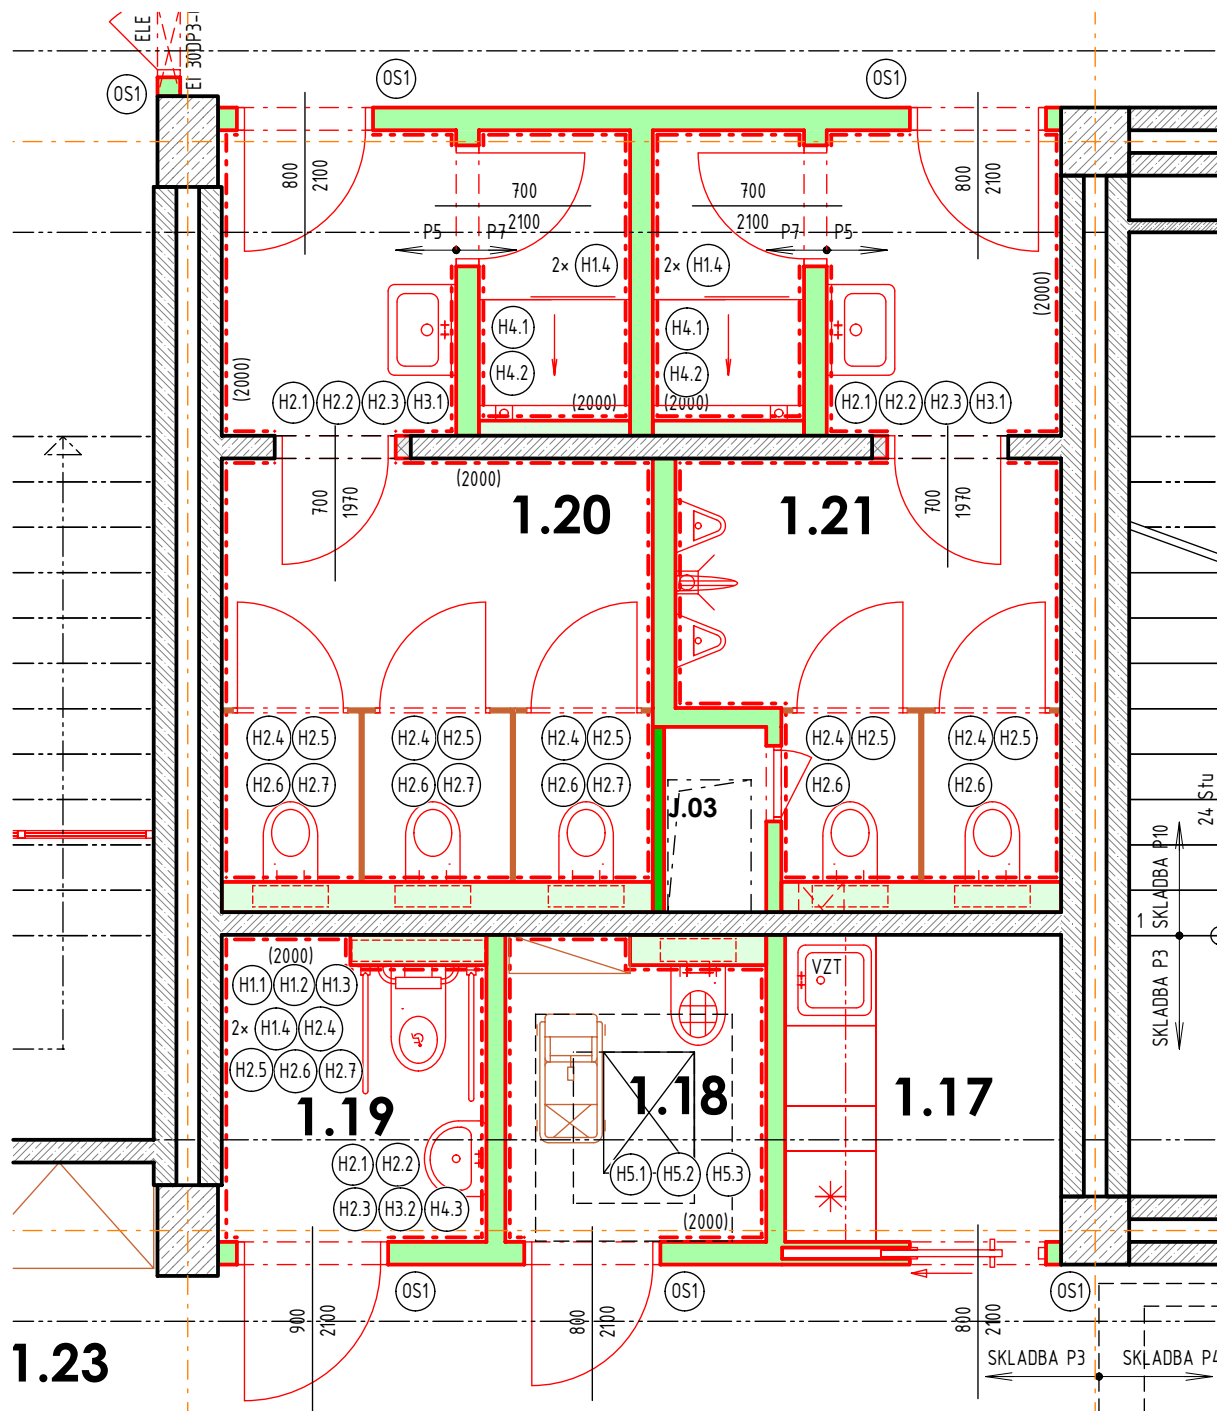 ELE
EI 30DP3-
OS1
OS1
OS1
800
2100
700
2100
700
2100
800
2100
P5
P7
P7
P5
2× H1.4
2× H1.4
(2000)
(2000)
H4.1
H4.1
H4.2
H4.2
(2000)
(2000)
H2.1 H2.2 H2.3 H3.1
H2.1 H2.2 H2.3 H3.1
(2000)
700
1970
1.20
1.21
700
1970
H2.4 H2.5
H2.4 H2.5
H2.4 H2.5
H2.4 H2.5
H2.4 H2.5
H2.6 H2.7
H2.6 H2.7
H2.6 H2.7
H2.6
H2.6
J.03
24 Stu
SKLADBA P10
1
SKLADBA P3
(2000)
H1.1 H1.2 H1.3
2× H1.4 H2.4
H2.5 H2.6 H2.7
VZT
1.19
1.18
1.17
H2.1 H2.2
H2.3 H3.2 H4.3
H5.1 H5.2 H5.3
(2000)
OS1
OS1
OS1
900
2100
800
2100
800
2100
1.23
SKLADBA P3
SKLADBA P4